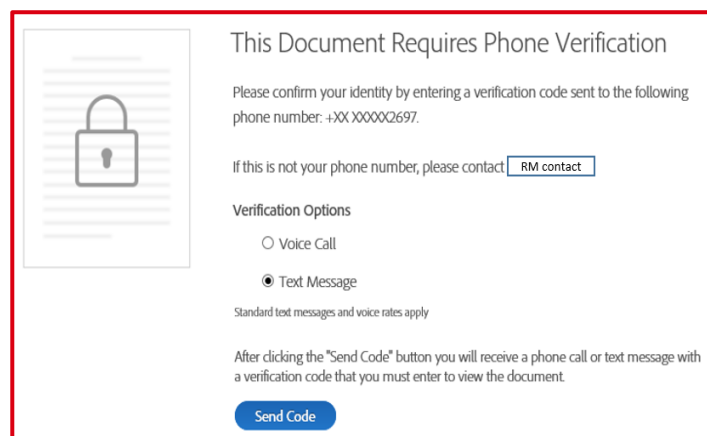 This Document Requires Phone Verification
Please confirm your identity by entering a verification code sent to the following
phone number: +XX XXXXX2697.
If this is not your phone number, please contact RM contact
Verification Options
Voice Call
Text Message
Standard text messages and voice rates apply
After clicking the "Send Code" button you will receive a phone call or text message with
a verification code that you must enter to view the document.
Send Code